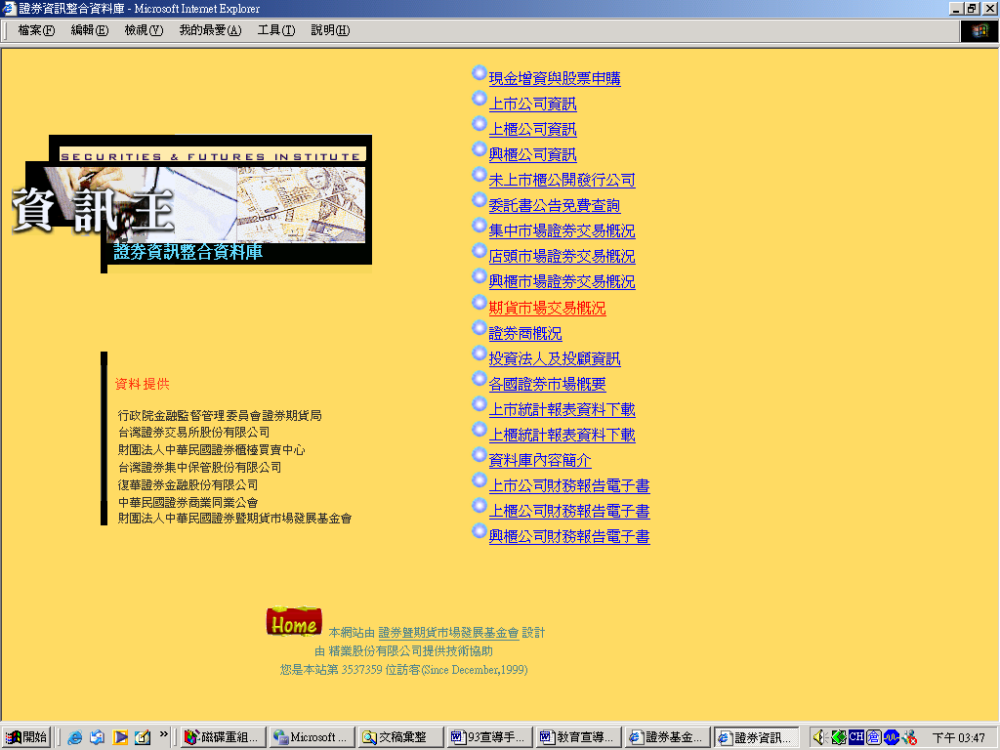 證券資訊整合資料庫 - Microsoft Internet Explorer
檔案(F) 編輯(E) 檢視(V) 我的最愛(A) 工具(T) 說明(H)
SECURITIES & FUTURES INSTITUTE
資訊王
證券資訊整合資料庫
資料提供
行政院金融監督管理委員會證券期貨局
台灣證券交易所股份有限公司
財團法人中華民國證券櫃檯買賣中心
台灣證券集中保管股份有限公司
復華證券金融股份有限公司
中華民國證券商業同業公會
財團法人中華民國證券暨期貨市場發展基金會
現金增資與股票申購
上市公司資訊
上櫃公司資訊
興櫃公司資訊
未上市櫃公開發行公司
委託書公告免費查詢
集中市場證券交易概況
店頭市場證券交易概況
興櫃市場證券交易概況
期貨市場交易概況
證券商概況
投資法人及投顧資訊
各國證券市場概要
上市統計報表資料下載
上櫃統計報表資料下載
資料庫內容簡介
上市公司財務報告電子書
上櫃公司財務報告電子書
興櫃公司財務報告電子書
Home
本網站由 證券暨期貨市場發展基金會 設計
由 精業股份有限公司提供技術協助
您是本站第 3537359 位訪客(Since December,1999)
開始 磁碟重組... Microsoft ... 文稿彙整 93宣導手... 教育宣導... 證券基金... 證券資訊... CH 下午 03:47